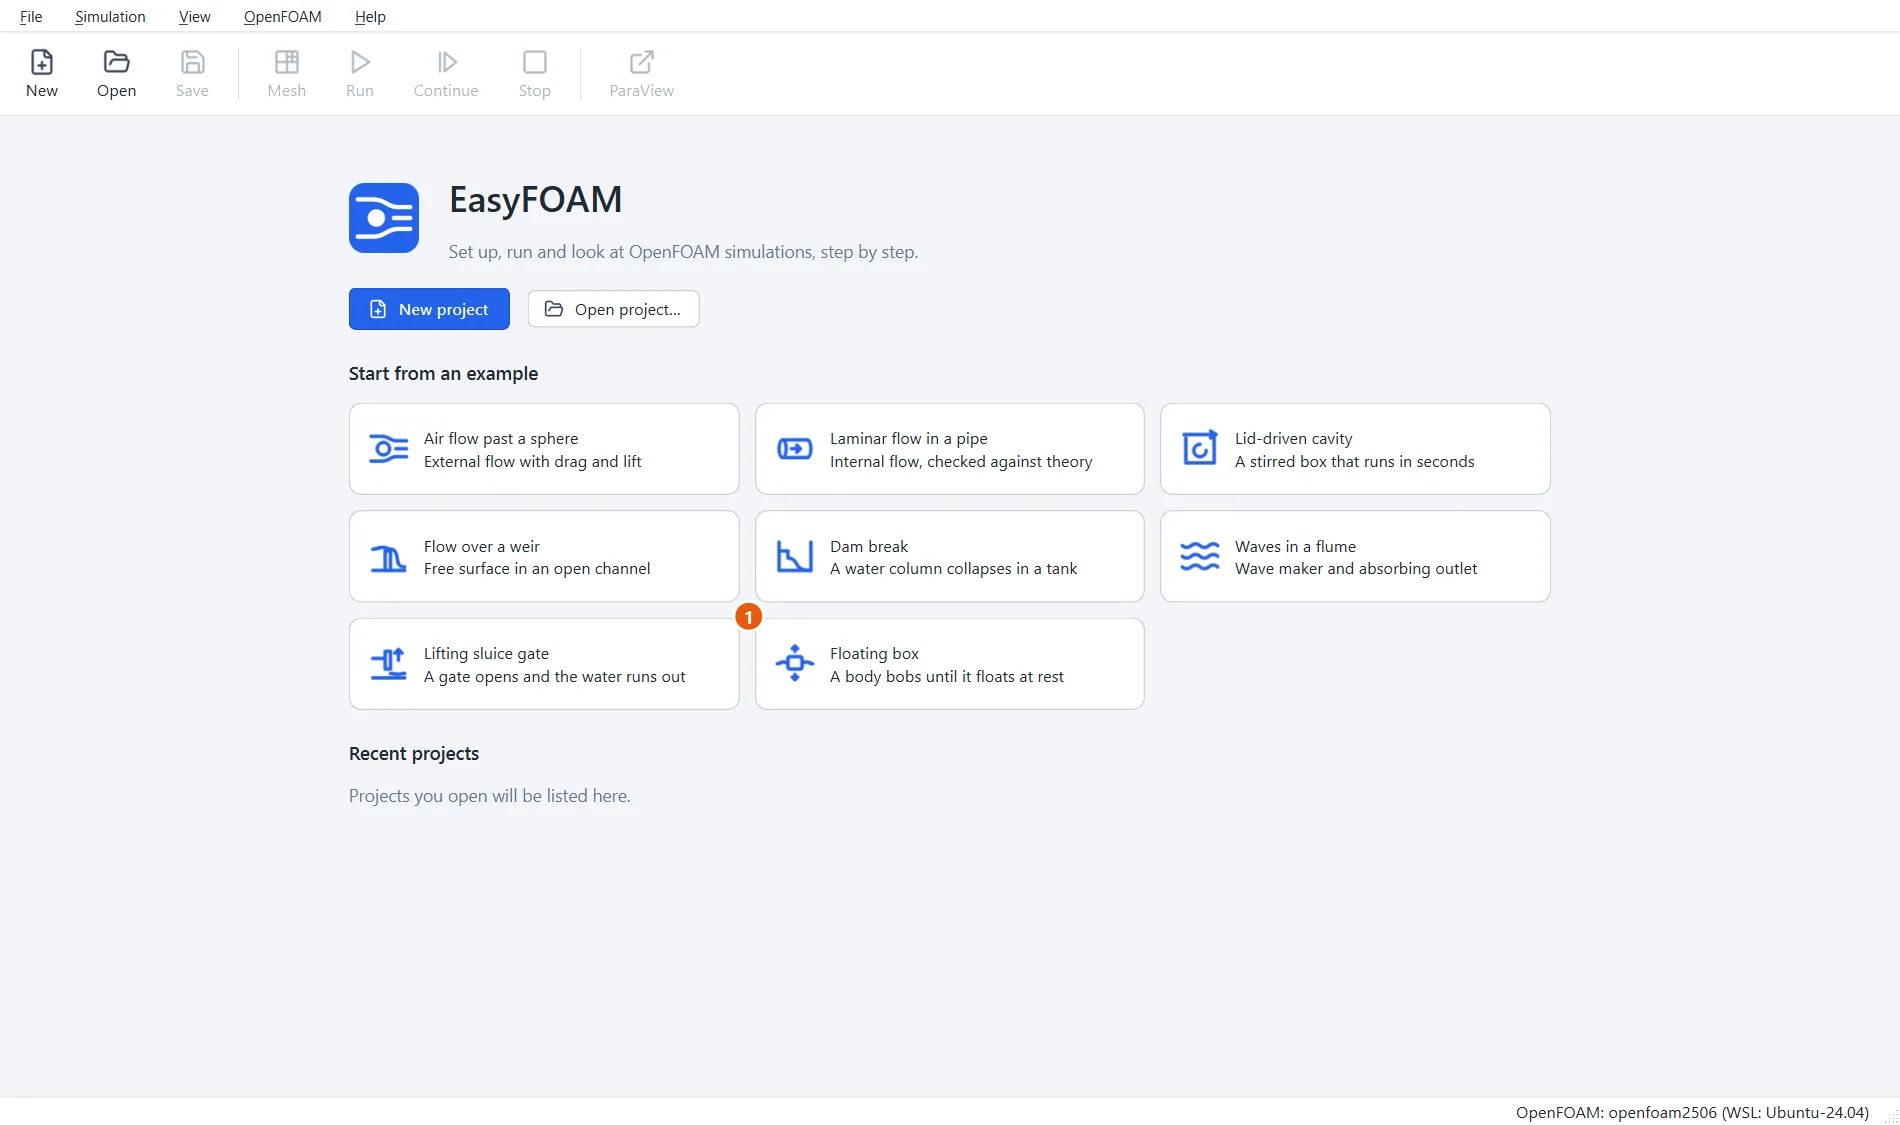 File Simulation View OpenFOAM Help
New Open Save Mesh Run Continue Stop ParaView
EasyFOAM
Set up, run and look at OpenFOAM simulations, step by step.
New project Open project...
Start from an example
Air flow past a sphere
External flow with drag and lift
Laminar flow in a pipe
Internal flow, checked against theory
Lid-driven cavity
A stirred box that runs in seconds
Flow over a weir
Free surface in an open channel
Dam break
A water column collapses in a tank
Waves in a flume
Wave maker and absorbing outlet
1
Lifting sluice gate
A gate opens and the water runs out
Floating box
A body bobs until it floats at rest
Recent projects
Projects you open will be listed here.
OpenFOAM: openfoam2506 (WSL: Ubuntu-24.04)